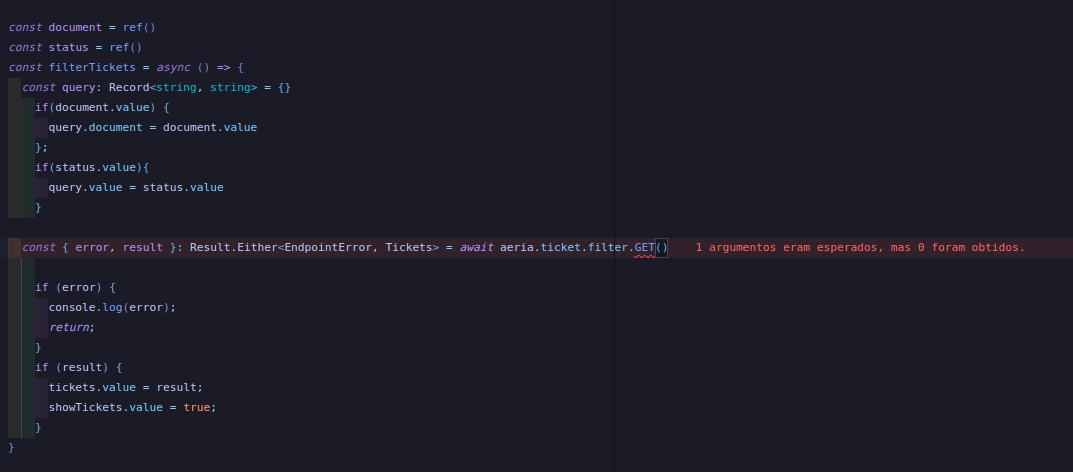 const document = ref()
const status = ref()
const filterTickets = async () => {
const query: Record<string, string> = {}
if(document.value) {
query.document = document.value
};
if(status.value){
query.value = status.value
}
const { error, result }: Result.Either<EndpointError, Tickets> = await aeria.ticket.filter.GET() 1 argumentos eram esperados, mas 0 foram obtidos.
if (error) {
console.log(error);
return;
}
if (result) {
tickets.value = result;
showTickets.value = true;
}
}